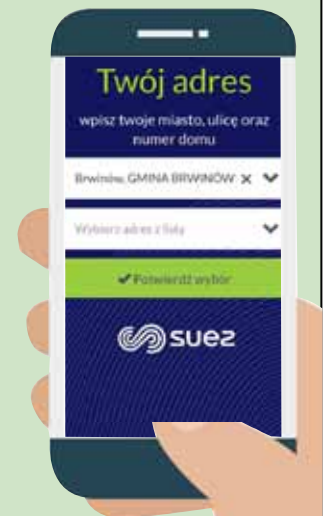 Twój adres
wpisz twoje miasto, ulicę oraz
numer domu
Brwinów, GMINA BRWINÓW ×
Wybierz adres z listy
✔ Potwierdź wybór
suez